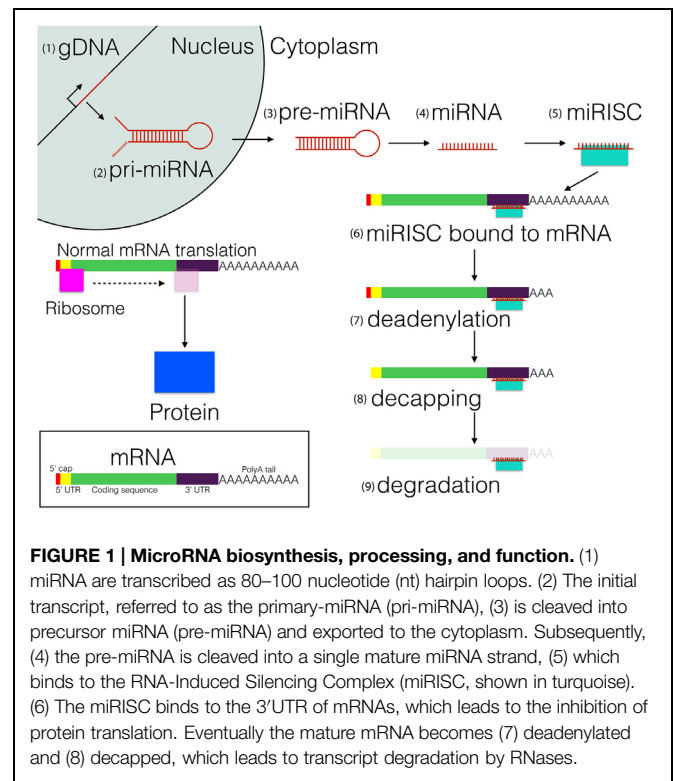 (1) gDNA
Nucleus
Cytoplasm
(2) pri-miRNA
(3) pre-miRNA
(4) miRNA
(5) miRISC
AAAAAAAAAA
(6) miRISC bound to mRNA
Normal mRNA translation
AAAAAAAAAA
Ribosome
Protein
AAA
(7) deadenylation
AAA
(8) decapping
AAA
(9) degradation
mRNA
5' cap
PolyA tail
AAAAAAAAAA
5' UTR
Coding sequence
3' UTR
FIGURE 1 | MicroRNA biosynthesis, processing, and function. (1)
miRNA are transcribed as 80–100 nucleotide (nt) hairpin loops. (2) The initial
transcript, referred to as the primary-miRNA (pri-miRNA), (3) is cleaved into
precursor miRNA (pre-miRNA) and exported to the cytoplasm. Subsequently,
(4) the pre-miRNA is cleaved into a single mature miRNA strand, (5) which
binds to the RNA-Induced Silencing Complex (miRISC, shown in turquoise).
(6) The miRISC binds to the 3′UTR of mRNAs, which leads to the inhibition of
protein translation. Eventually the mature mRNA becomes (7) deadenylated
and (8) decapped, which leads to transcript degradation by RNases.